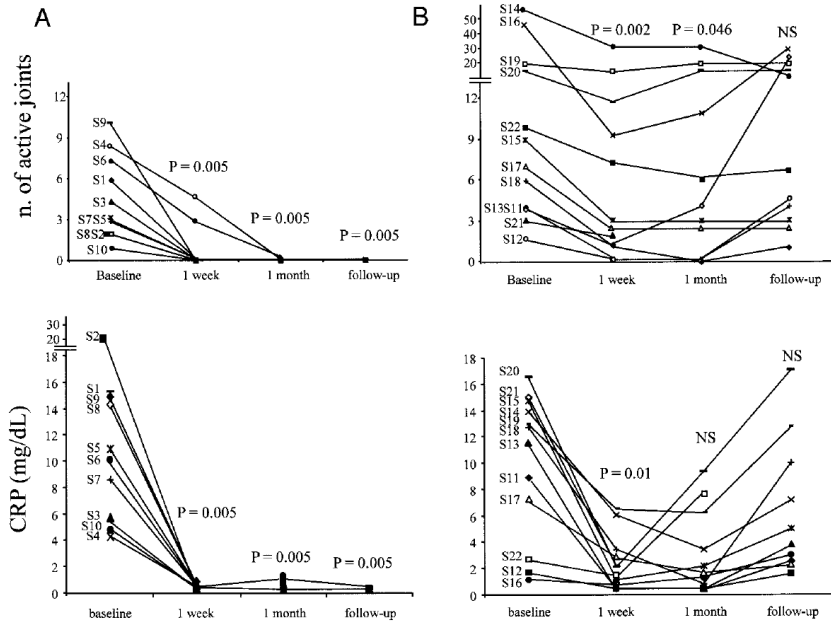 A
n. of active joints
12
9
6
3
0
S9
S4
S6
S1
S3
S7S5
S8S2
S10
P = 0.005
P = 0.005
P = 0.005
Baseline 1 week 1 month follow-up
B
50
40
30
20
10
12
9
6
3
0
S14
S16
S19
S20
S22
S15
S17
S18
S13S11
S21
S12
P = 0.002
P = 0.046
NS
Baseline 1 week 1 month follow-up
CRP (mg/dL)
30
20
18
16
14
12
10
8
6
4
2
0
S2
S1
S9
S8
S5
S6
S7
S3
S10
S4
P = 0.005
P = 0.005
P = 0.005
baseline 1 week 1 month follow-up
18
16
14
12
10
8
6
4
2
0
S20
S21
S15
S14
S19
S18
S13
S11
S17
S22
S12
S16
P = 0.01
NS
NS
baseline 1 week 1 month follow-up